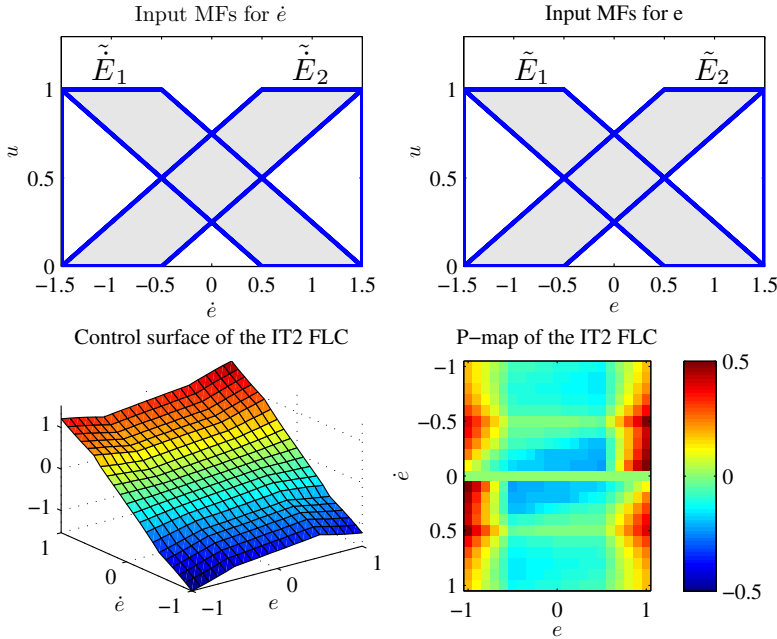 Input MFs for ė
Input MFs for e
Ẽ̇1
Ẽ̇2
Ẽ1
Ẽ2
1
0.5
0
u
−1.5 −1 −0.5 0 0.5 1 1.5
ė
1
0.5
0
u
−1.5 −1 −0.5 0 0.5 1 1.5
e
Control surface of the IT2 FLC
1
0
−1
1
0
−1
ė
−1
0
1
e
P−map of the IT2 FLC
−1
−0.5
0
0.5
1
ė
−1 0 1
e
0.5
0
−0.5